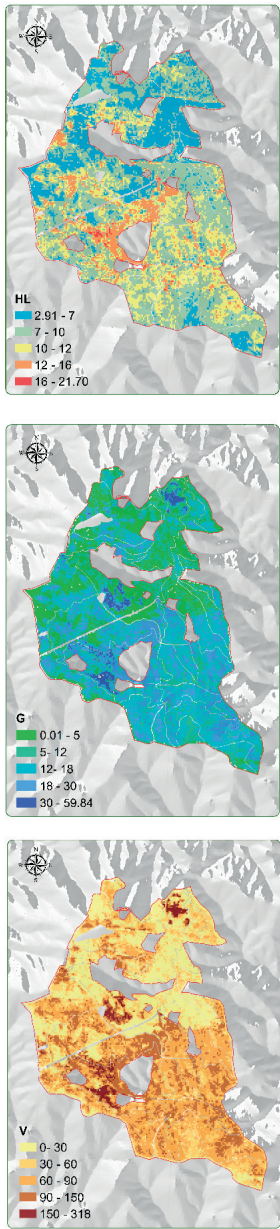 N
HL
2.91 - 7
7 - 10
10 - 12
12 - 16
16 - 21.70
N
W
S
G
0.01 - 5
5- 12
12- 18
18 - 30
30 - 59.84
N
S
V
0- 30
30 - 60
60 - 90
90 - 150
150 - 318